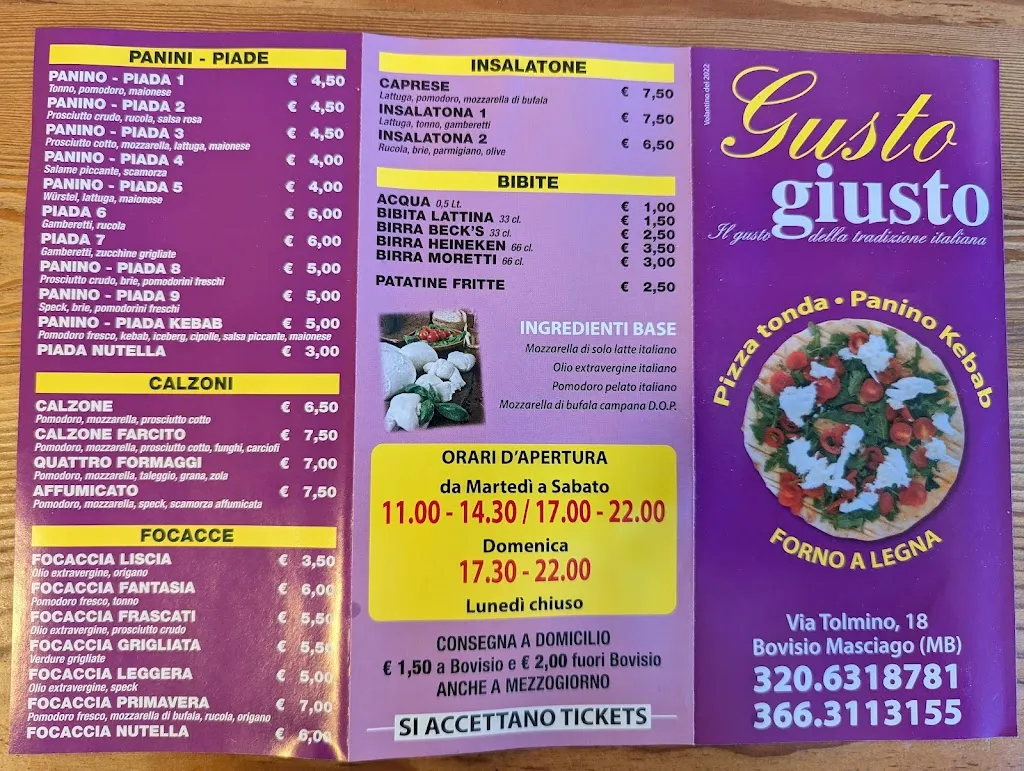 PANINI - PIADE
PANINO - PIADA 1 € 4,50
Tonno, pomodoro, maionese
PANINO - PIADA 2 € 4,50
Prosciutto crudo, rucola, salsa rosa
PANINO - PIADA 3 € 4,50
Prosciutto cotto, mozzarella, lattuga, maionese
PANINO - PIADA 4 € 4,00
Salame piccante, scamorza
PANINO - PIADA 5 € 4,00
Würstel, lattuga, maionese
PIADA 6 € 6,00
Gamberetti, rucola
PIADA 7 € 6,00
Gamberetti, zucchine grigliate
PANINO - PIADA 8 € 5,00
Prosciutto crudo, brie, pomodorini freschi
PANINO - PIADA 9 € 5,00
Speck, brie, pomodorini freschi
PANINO - PIADA KEBAB € 5,00
Pomodoro fresco, kebab, iceberg, cipolle, salsa piccante, maionese
PIADA NUTELLA € 3,00
CALZONI
CALZONE € 6,50
Pomodoro, mozzarella, prosciutto cotto
CALZONE FARCITO € 7,50
Pomodoro, mozzarella, prosciutto cotto, funghi, carciofi
QUATTRO FORMAGGI € 7,00
Pomodoro, mozzarella, taleggio, grana, zola
AFFUMICATO € 7,50
Pomodoro, mozzarella, speck, scamorza affumicata
FOCACCE
FOCACCIA LISCIA € 3,50
Olio extravergine, origano
FOCACCIA FANTASIA € 6,00
Pomodoro fresco, tonno
FOCACCIA FRASCATI € 5,50
Olio extravergine, prosciutto crudo
FOCACCIA GRIGLIATA € 5,50
Verdure grigliate
FOCACCIA LEGGERA € 5,00
Olio extravergine, speck
FOCACCIA PRIMAVERA € 7,00
Pomodoro fresco, mozzarella di bufala, rucola, origano
FOCACCIA NUTELLA € 6,00
INSALATONE
CAPRESE € 7,50
Lattuga, pomodoro, mozzarella di bufala
INSALATONA 1 € 7,50
Lattuga, tonno, gamberetti
INSALATONA 2 € 6,50
Rucola, brie, parmigiano, olive
BIBITE
ACQUA 0,5 Lt. € 1,00
BIBITA LATTINA 33 cl. € 1,50
BIRRA BECK'S 33 cl. € 2,50
BIRRA HEINEKEN 66 cl. € 3,50
BIRRA MORETTI 66 cl. € 3,00
PATATINE FRITTE € 2,50
INGREDIENTI BASE
Mozzarella di solo latte italiano
Olio extravergine italiano
Pomodoro pelato italiano
Mozzarella di bufala campana D.O.P.
ORARI D'APERTURA
da Martedì a Sabato
11.00 - 14.30 / 17.00 - 22.00
Domenica
17.30 - 22.00
Lunedì chiuso
CONSEGNA A DOMICILIO
€ 1,50 a Bovisio e € 2,00 fuori Bovisio
ANCHE A MEZZOGIORNO
SI ACCETTANO TICKETS
Volantino del 2022
Gusto
giusto
Il gusto della tradizione italiana
Pizza tonda • Panino Kebab
FORNO A LEGNA
Via Tolmino, 18
Bovisio Masciago (MB)
320.6318781
366.3113155